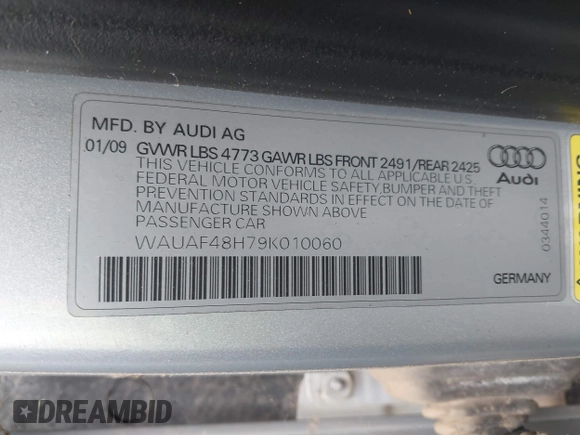 MFD. BY AUDI AG
01/09 GVWR LBS 4773 GAWR LBS FRONT 2491/REAR 2425
THIS VEHICLE CONFORMS TO ALL APPLICABLE U.S.
FEDERAL MOTOR VEHICLE SAFETY,BUMPER AND THEFT
PREVENTION STANDARDS IN EFFECT ON THE DATE OF
MANUFACTURE SHOWN ABOVE
PASSENGER CAR
WAUAF48H79K010060
Audi
0344014
GERMANY
DREAMBID